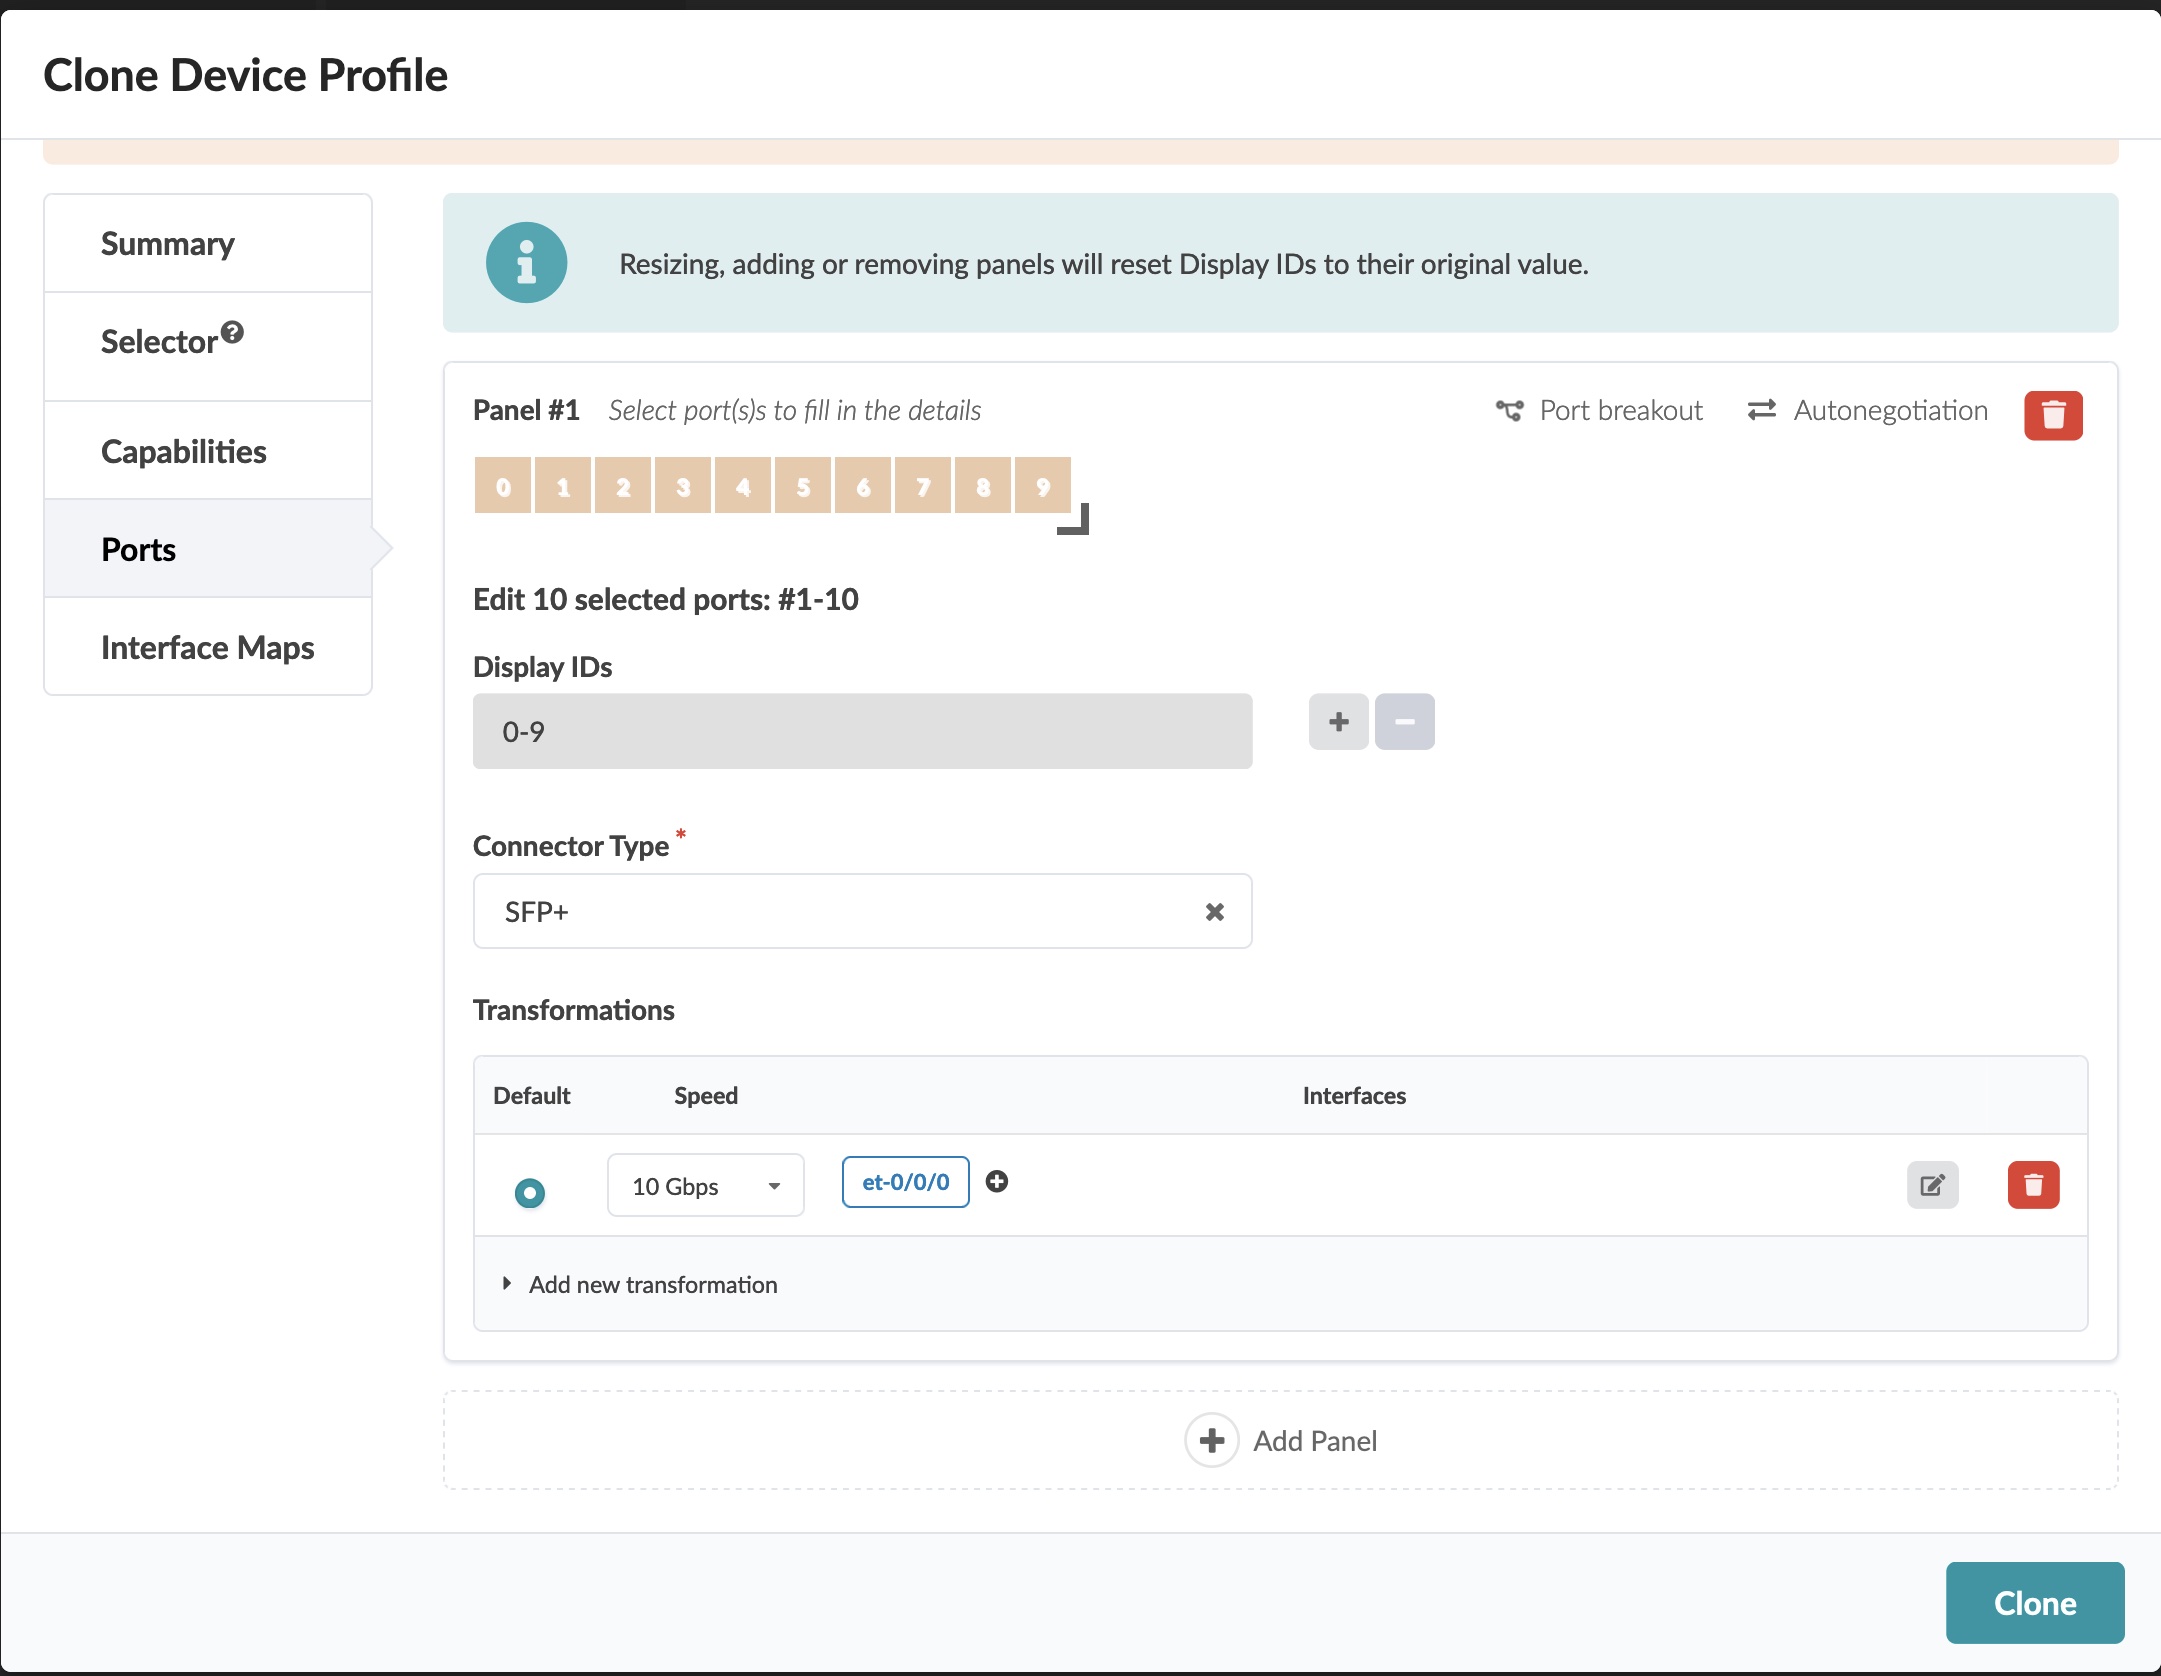 Clone Device Profile
Summary
Selector
Capabilities
Ports
Interface Maps
Resizing, adding or removing panels will reset Display IDs to their original value.
Panel #1 Select port(s)s to fill in the details Port breakout Autonegotiation
0 1 2 3 4 5 6 7 8 9
Edit 10 selected ports: #1-10
Display IDs
0-9
Connector Type *
SFP+
Transformations
Default Speed Interfaces
10 Gbps et-0/0/0
Add new transformation
Add Panel
Clone